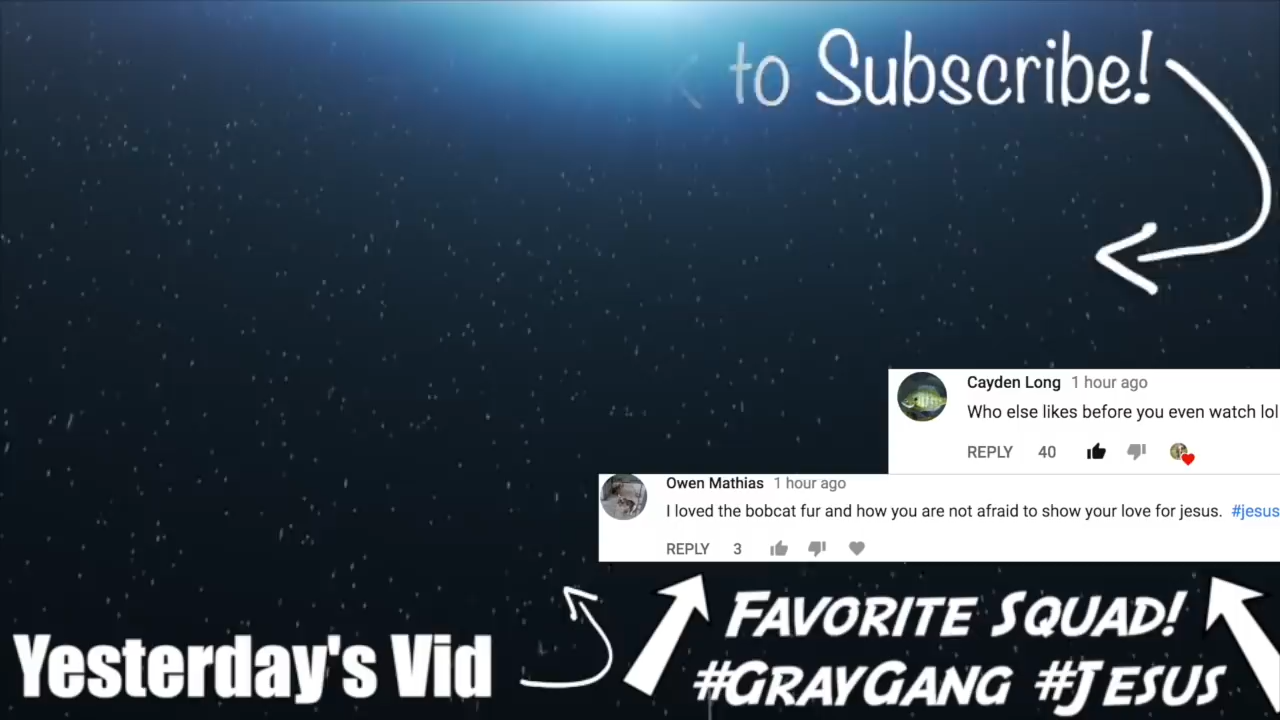 to Subscribe!
Cayden Long 1 hour ago
Who else likes before you even watch lol
REPLY 40
Owen Mathias 1 hour ago
I loved the bobcat fur and how you are not afraid to show your love for jesus. #jesus
REPLY 3
Favorite Squad!
#GrayGang #Jesus
Yesterday's Vid